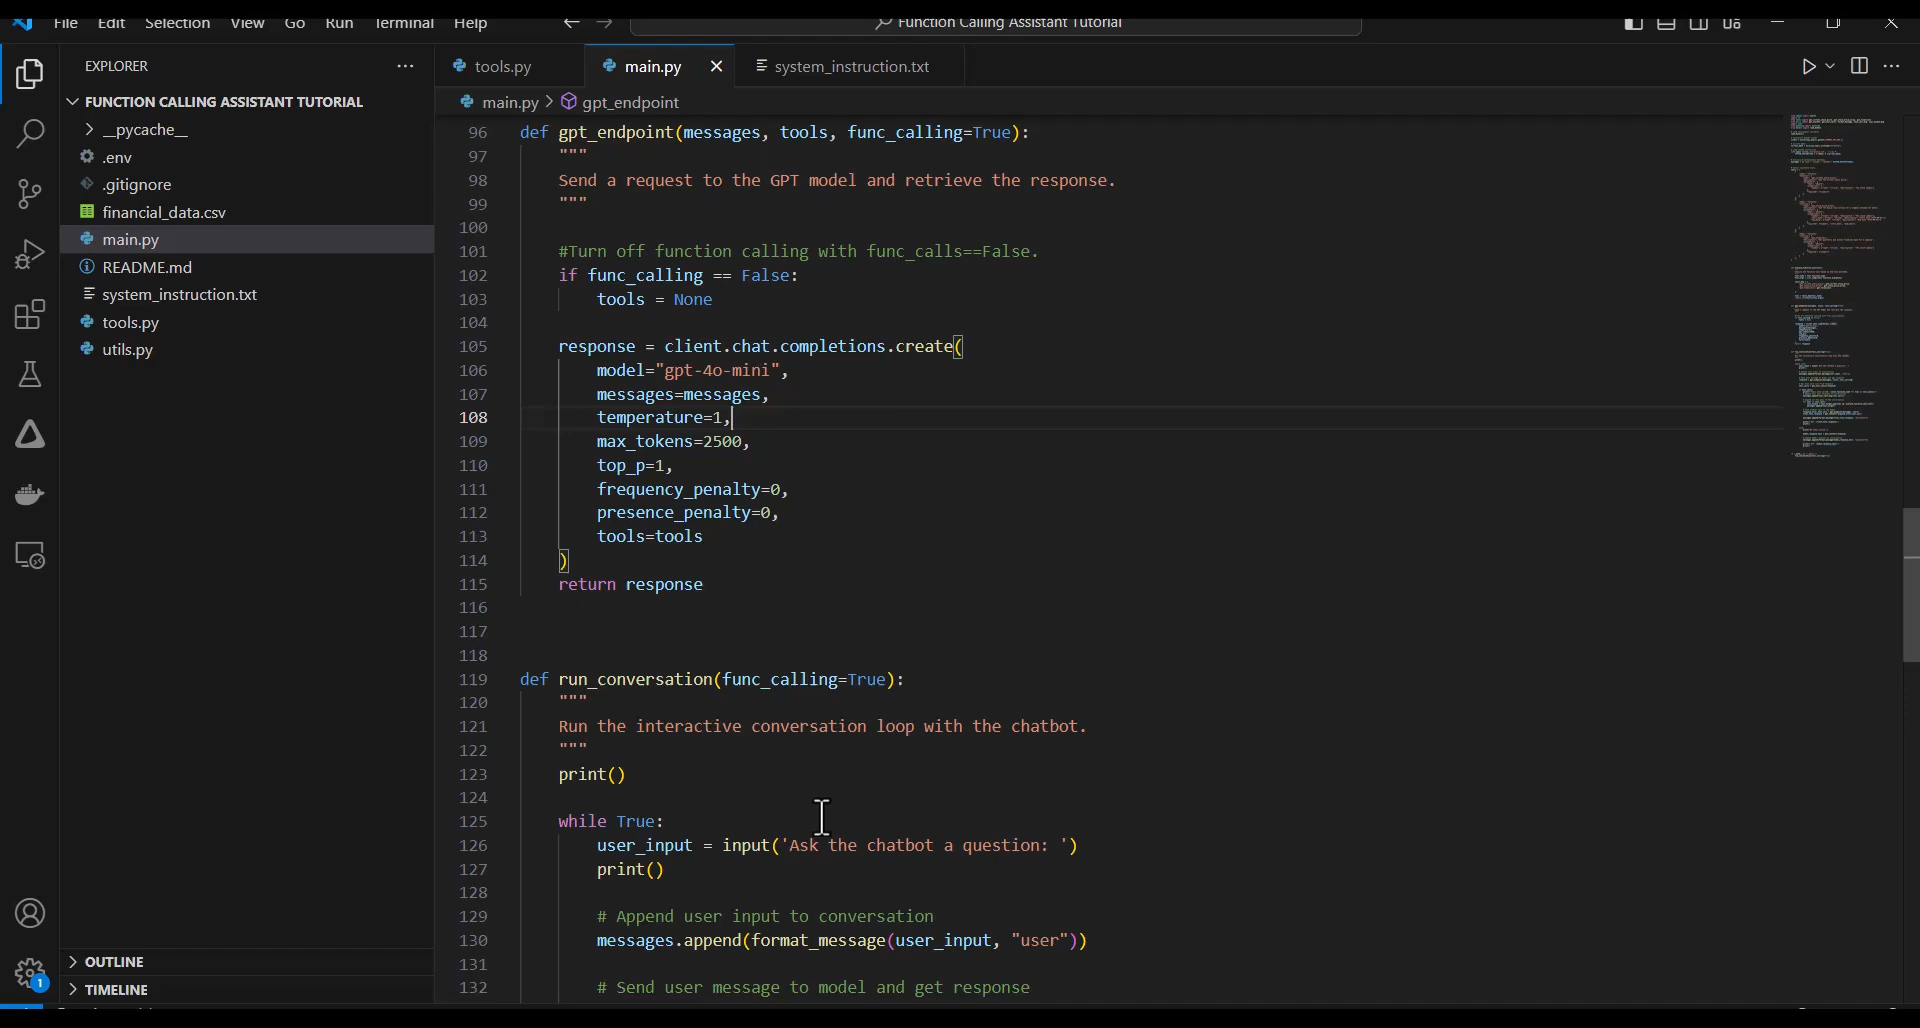 File Edit Selection View Go Run Terminal Help
Function Calling Assistant Tutorial
EXPLORER
FUNCTION CALLING ASSISTANT TUTORIAL
__pycache__
.env
.gitignore
financial_data.csv
main.py
README.md
system_instruction.txt
tools.py
utils.py
OUTLINE
TIMELINE
1
tools.py
main.py
system_instruction.txt
main.py > gpt_endpoint
96 def gpt_endpoint(messages, tools, func_calling=True):
97 """
98 Send a request to the GPT model and retrieve the response.
99 """
100
101 #Turn off function calling with func_calls==False.
102 if func_calling == False:
103 tools = None
104
105 response = client.chat.completions.create(
106 model="gpt-4o-mini",
107 messages=messages,
108 temperature=1,
109 max_tokens=2500,
110 top_p=1,
111 frequency_penalty=0,
112 presence_penalty=0,
113 tools=tools
114 )
115 return response
116
117
118
119 def run_conversation(func_calling=True):
120 """
121 Run the interactive conversation loop with the chatbot.
122 """
123 print()
124
125 while True:
126 user_input = input('Ask the chatbot a question: ')
127 print()
128
129 # Append user input to conversation
130 messages.append(format_message(user_input, "user"))
131
132 # Send user message to model and get response